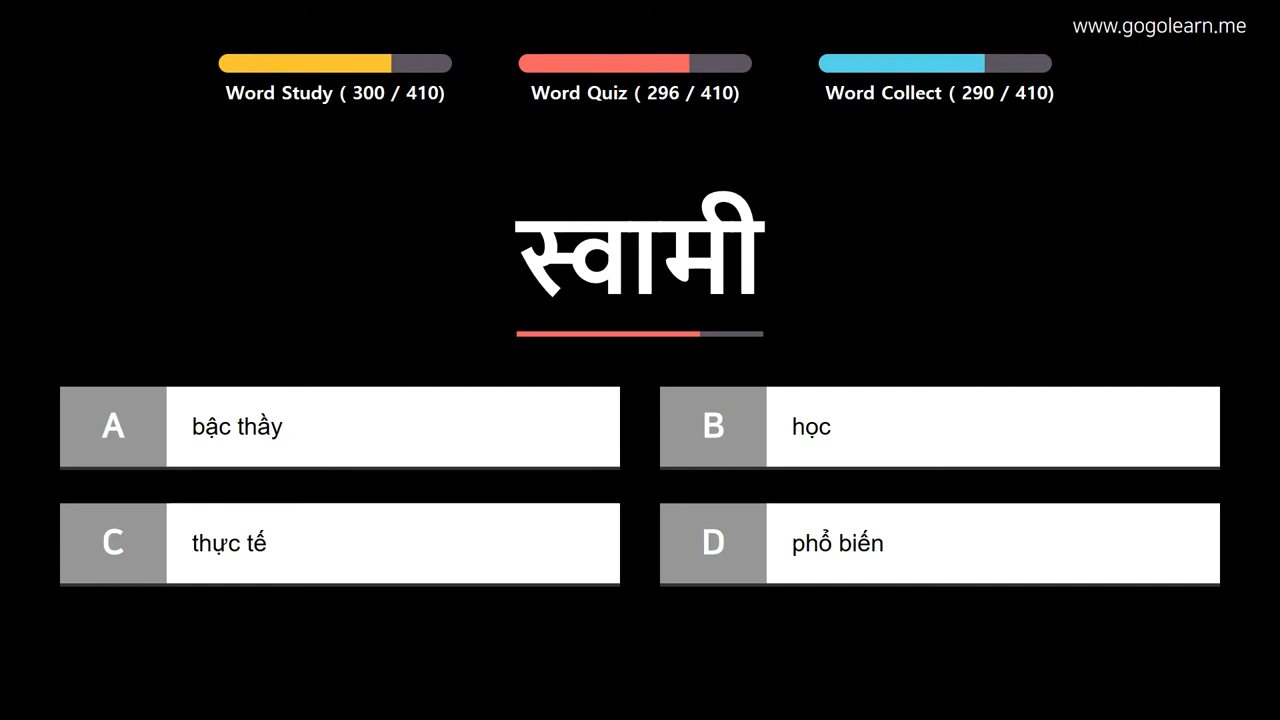 www.gogolearn.me
Word Study ( 300 / 410)
Word Quiz ( 296 / 410)
Word Collect ( 290 / 410)
स्वामी
A bậc thầy
B học
C thực tế
D phổ biến